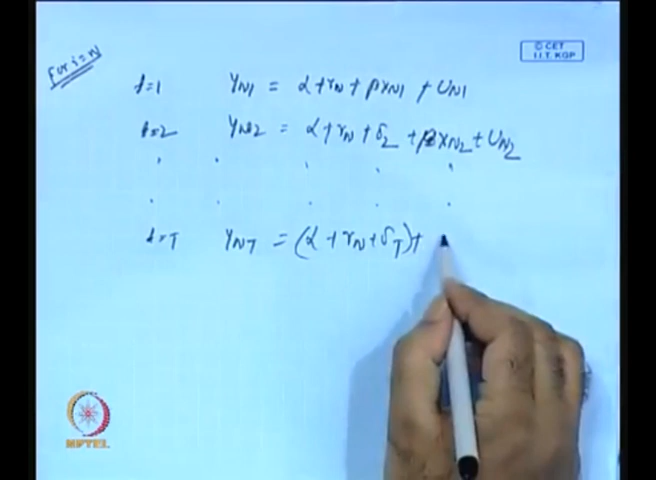 For i=N
© CET
I.I.T. KGP
t=1 YN1 = α + γN + βXN1 + UN1
t=2 YN2 = α + γN + δ2 + βXN2 + UN2
. . . . .
. . . . .
t=T YNT = (α + γN + δT) +
NPTEL